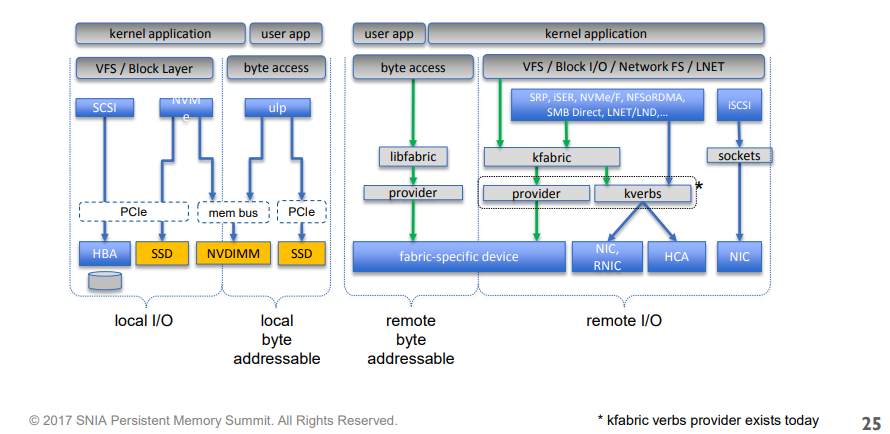 kernel application
user app
user app
kernel application
VFS / Block Layer
byte access
byte access
VFS / Block I/O / Network FS / LNET
SCSI
NVM
e
ulp
SRP, iSER, NVMe/F, NFSoRDMA,
SMB Direct, LNET/LND,...
iSCSI
libfabric
kfabric
sockets
provider
provider
kverbs
*
PCIe
mem bus
PCIe
HBA
SSD
NVDIMM
SSD
fabric-specific device
NIC,
RNIC
HCA
NIC
local I/O
local
byte
addressable
remote
byte
addressable
remote I/O
© 2017 SNIA Persistent Memory Summit. All Rights Reserved.
* kfabric verbs provider exists today
25